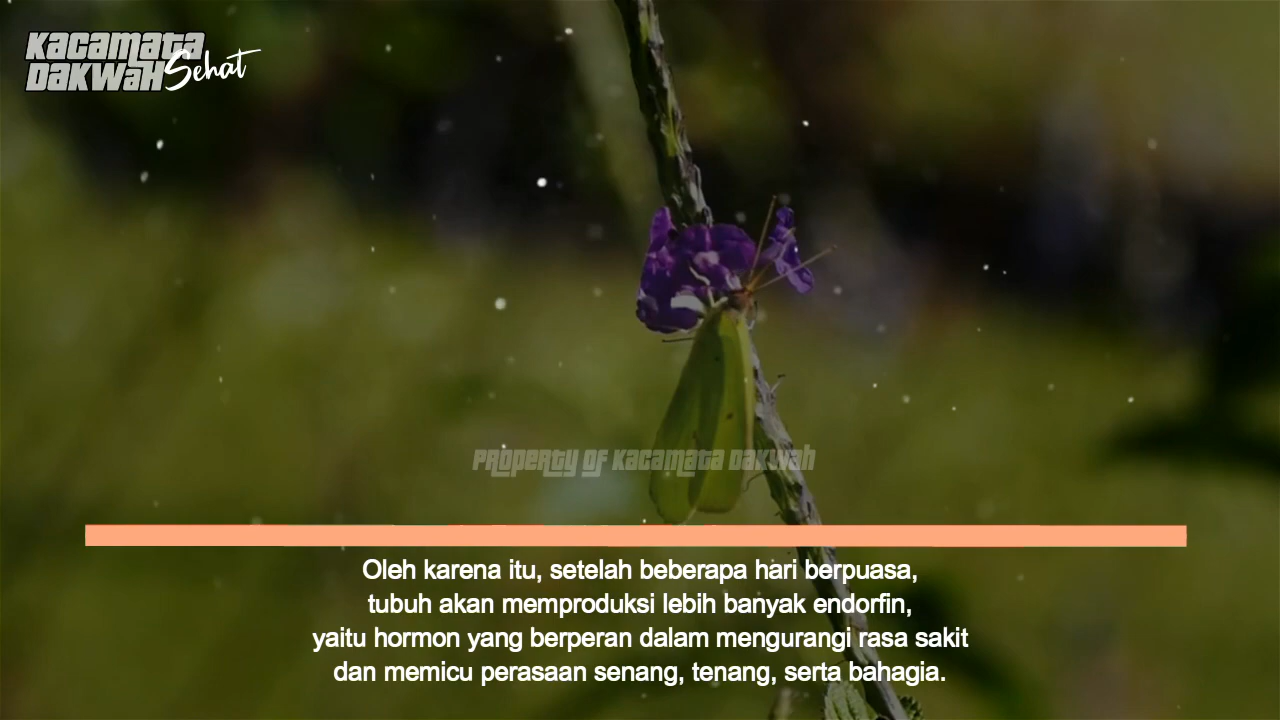 Kacamata
Dakwah Sehat
Property of Kacamata Dakwah
Oleh karena itu, setelah beberapa hari berpuasa,
tubuh akan memproduksi lebih banyak endorfin,
yaitu hormon yang berperan dalam mengurangi rasa sakit
dan memicu perasaan senang, tenang, serta bahagia.